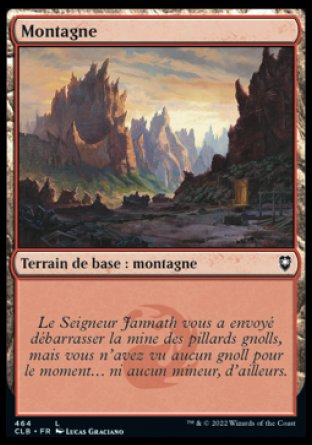 Montagne
Terrain de base : montagne
Le Seigneur Jannath vous a envoyé
débarrasser la mine des pillards gnolls,
mais vous n'avez vu aucun gnoll pour
le moment... ni aucun mineur, d'ailleurs.
464 L
CLB • FR Lucas Graciano ™ & © 2022 Wizards of the Coast